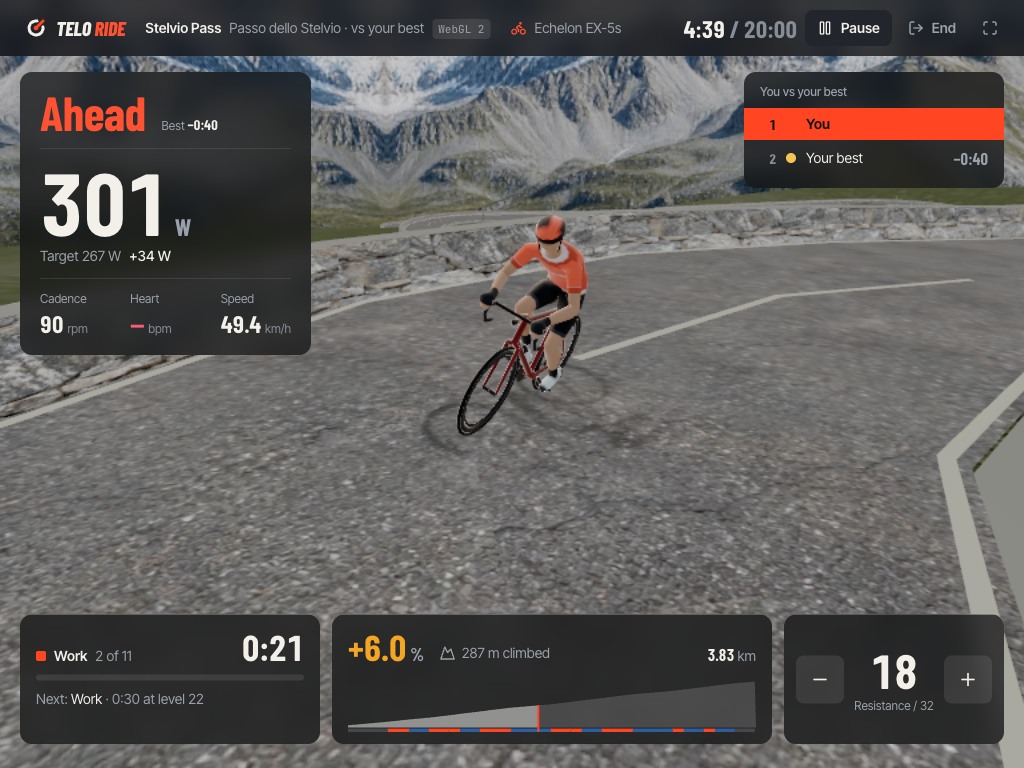 TELO RIDE Stelvio Pass Passo dello Stelvio · vs your best WebGL 2 Echelon EX-5s 4:39 / 20:00 Pause End
Ahead Best −0:40
301 W
Target 267 W +34 W
Cadence Heart Speed
90 rpm — bpm 49.4 km/h
You vs your best
1 You
2 Your best −0:40
Work 2 of 11 0:21
Next: Work · 0:30 at level 22
+6.0 % 287 m climbed 3.83 km
− 18 +
Resistance / 32